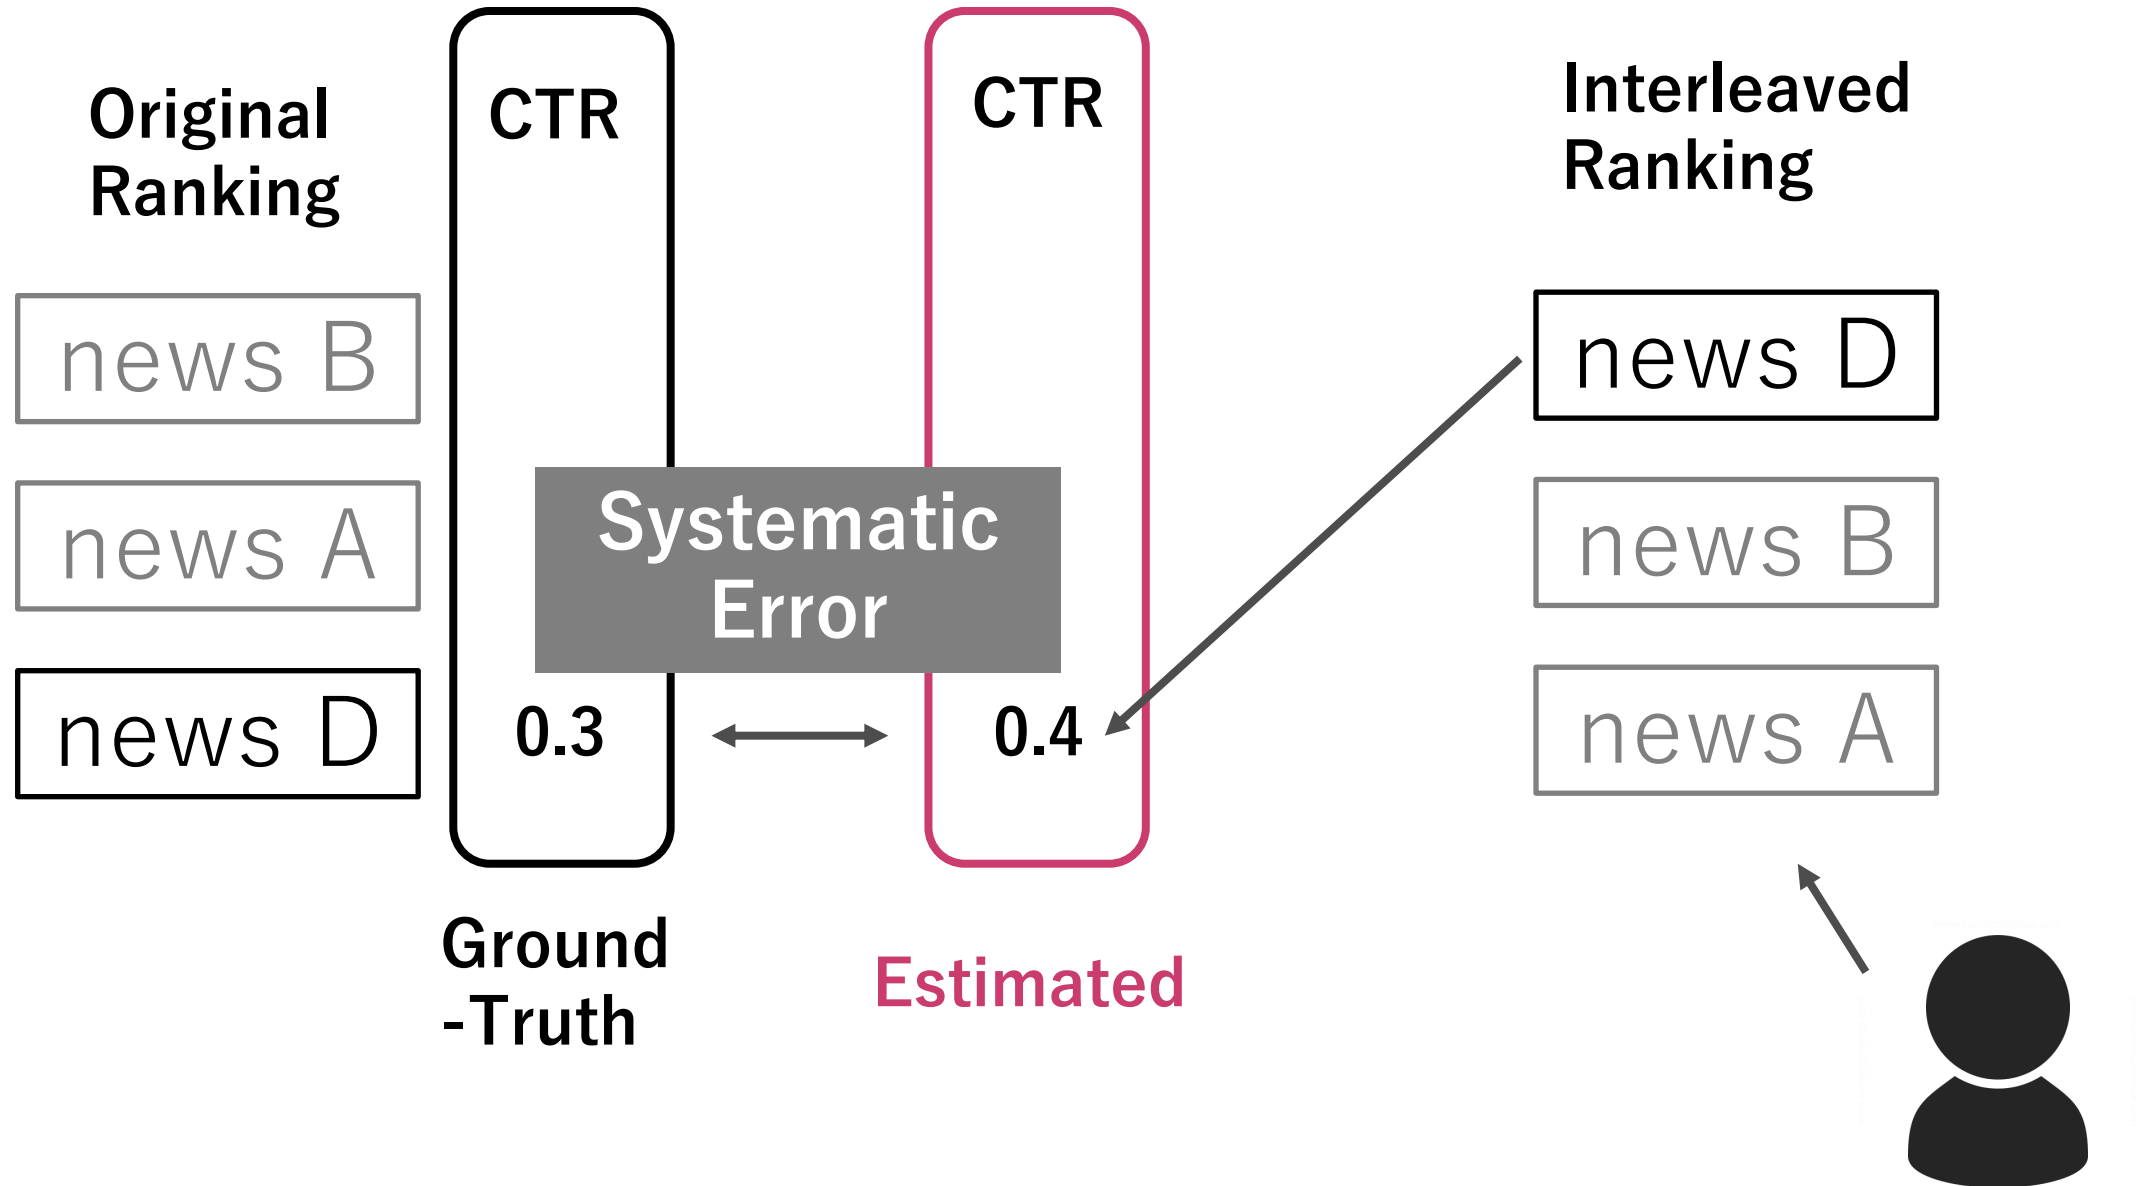 Original
Ranking
news B
news A
news D
CTR
0.3
Ground
-Truth
Systematic
Error
CTR
0.4
Estimated
Interleaved
Ranking
news D
news B
news A